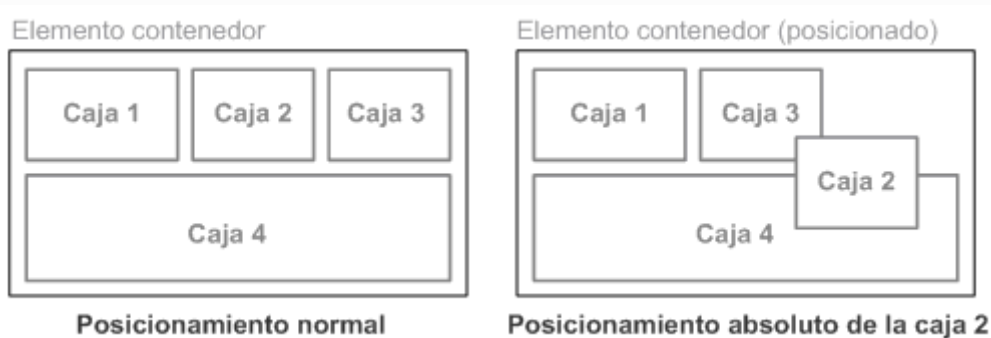 Elemento contenedor
Caja 1
Caja 2
Caja 3
Caja 4
Posicionamiento normal
Elemento contenedor (posicionado)
Caja 1
Caja 3
Caja 2
Caja 4
Posicionamiento absoluto de la caja 2